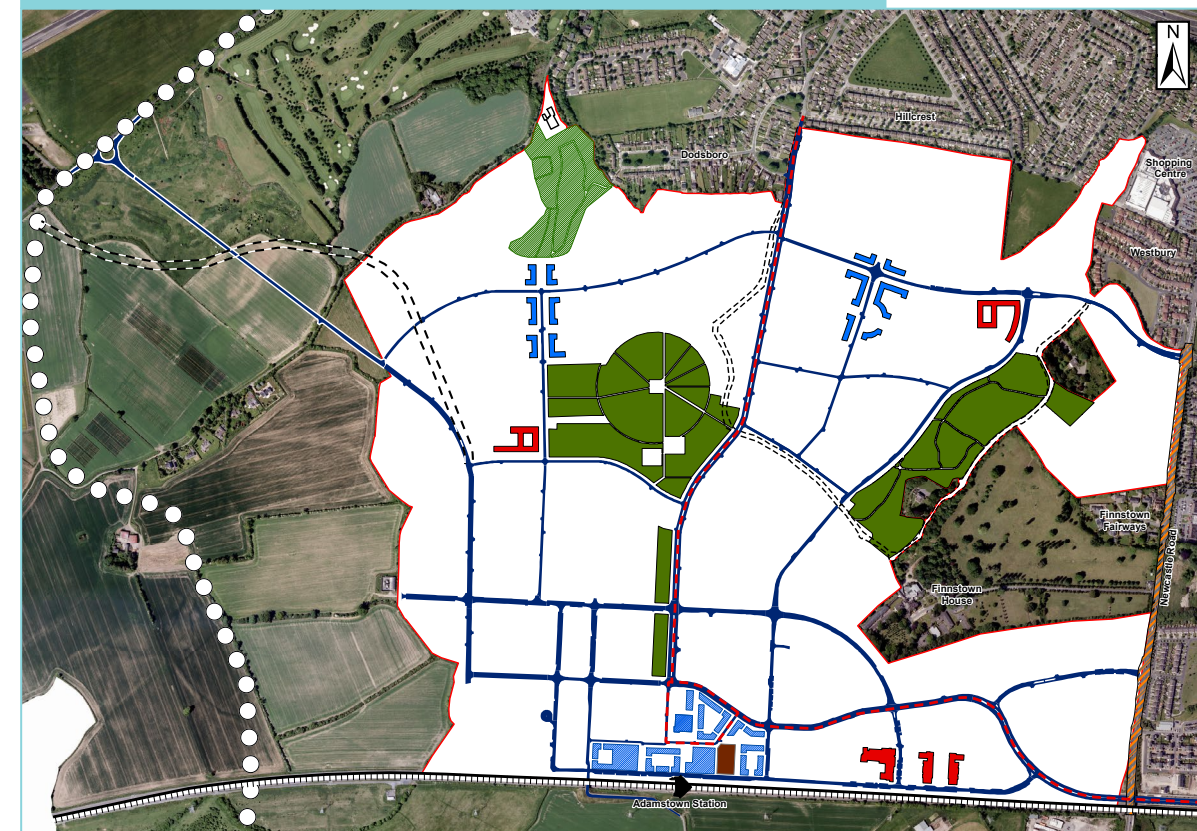 N
Hillcrest
Dodsboro
Shopping
Centre
Westbury
Finnstown
Fairways
Newcastle Road
Finnstown
House
Adamstown Station